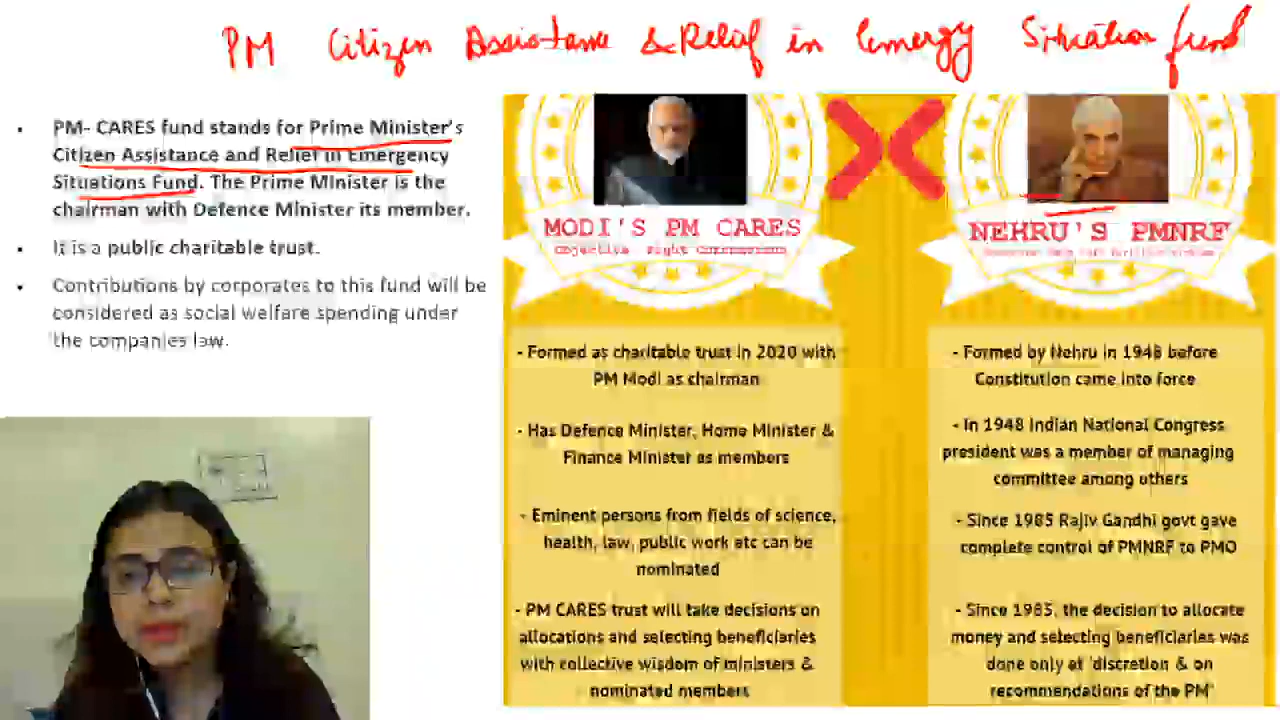 PM Citizen Assistance & Relief in Emergy Situation fund
• PM- CARES fund stands for Prime Minister's
Citizen Assistance and Relief in Emergency
Situations Fund. The Prime Minister is the
chairman with Defence Minister its member.
• It is a public charitable trust.
• Contributions by corporates to this fund will be
considered as social welfare spending under
the companies law.
MODI'S PM CARES
Objective, Right
- Formed as charitable trust in 2020 with
PM Modi as chairman
- Has Defence Minister, Home Minister &
Finance Minister as members
- Eminent persons from fields of science,
health, law, public work etc can be
nominated
- PM CARES trust will take decisions on
allocations and selecting beneficiaries
with collective wisdom of ministers &
nominated members
NEHRU'S PMNRF
- Formed by Nehru in 1948 before
Constitution came into force
- In 1948 Indian National Congress
president was a member of managing
committee among others
- Since 1985 Rajiv Gandhi govt gave
complete control of PMNRF to PMO
- Since 1985, the decision to allocate
money and selecting beneficiaries was
done only at 'discretion & on
recommendations of the PM'